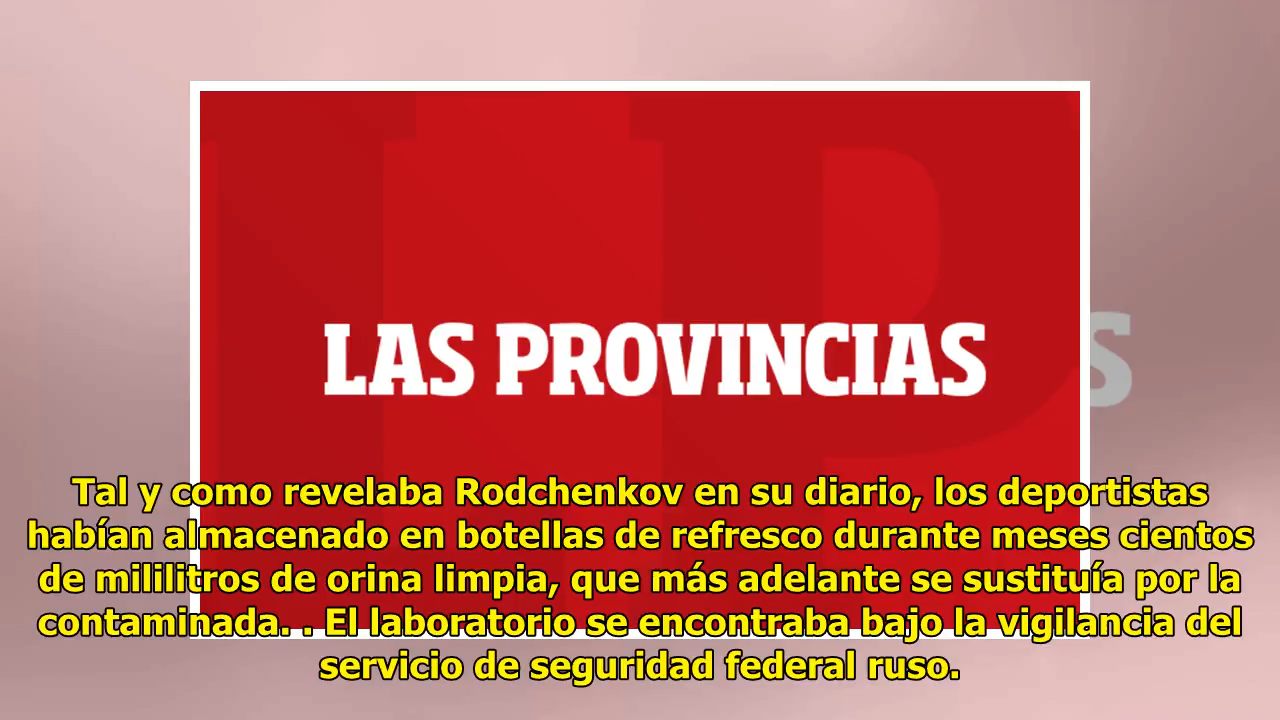 LAS PROVINCIAS
S
Tal y como revelaba Rodchenkov en su diario, los deportistas
habían almacenado en botellas de refresco durante meses cientos
de mililitros de orina limpia, que más adelante se sustituía por la
contaminada. . El laboratorio se encontraba bajo la vigilancia del
servicio de seguridad federal ruso.